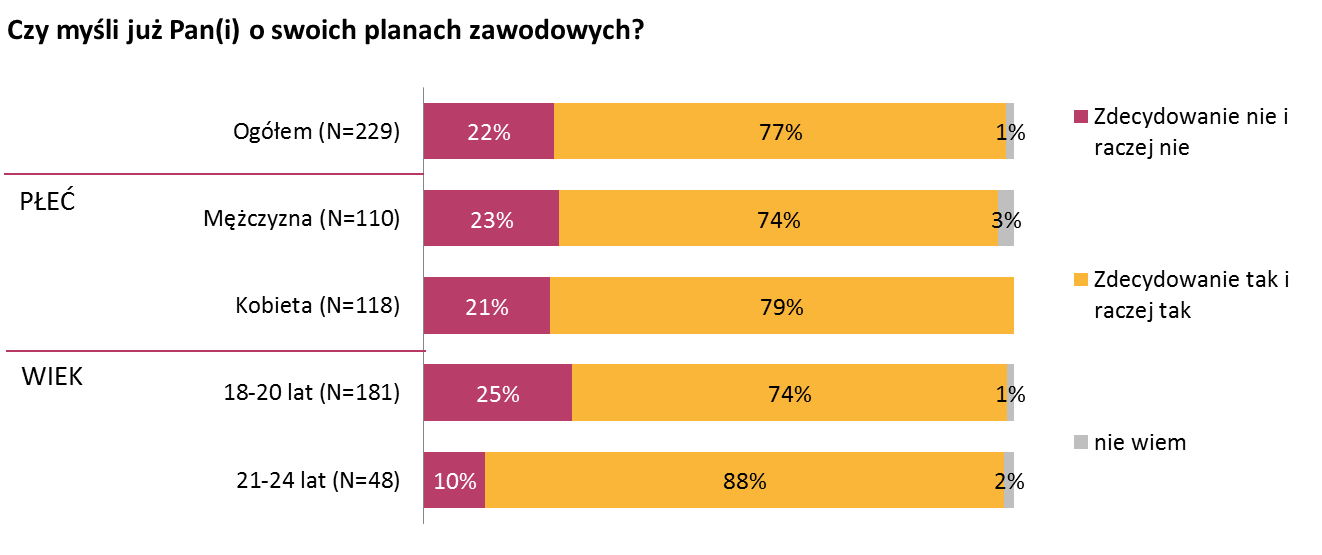 Czy myśli już Pan(i) o swoich planach zawodowych?
Ogółem (N=229) 22% 77% 1%
Zdecydowanie nie i
raczej nie
PŁEĆ
Mężczyzna (N=110) 23% 74% 3%
Kobieta (N=118) 21% 79%
Zdecydowanie tak i
raczej tak
WIEK
18-20 lat (N=181) 25% 74% 1%
nie wiem
21-24 lat (N=48) 10% 88% 2%